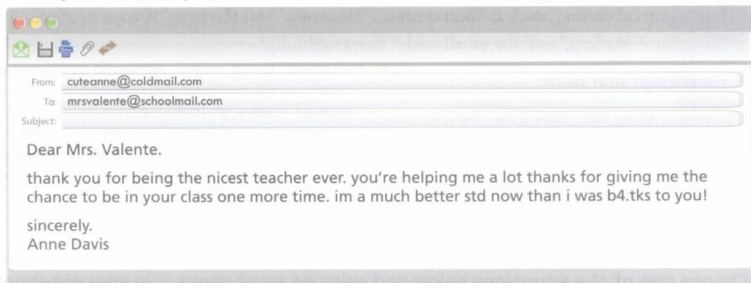 From: cuteanne@coldmail.com
To: mrsvalente@schoolmail.com
Subject:
Dear Mrs. Valente.
thank you for being the nicest teacher ever. you're helping me a lot thanks for giving me the
chance to be in your class one more time. im a much better std now than i was b4.tks to you!
sincerely.
Anne Davis